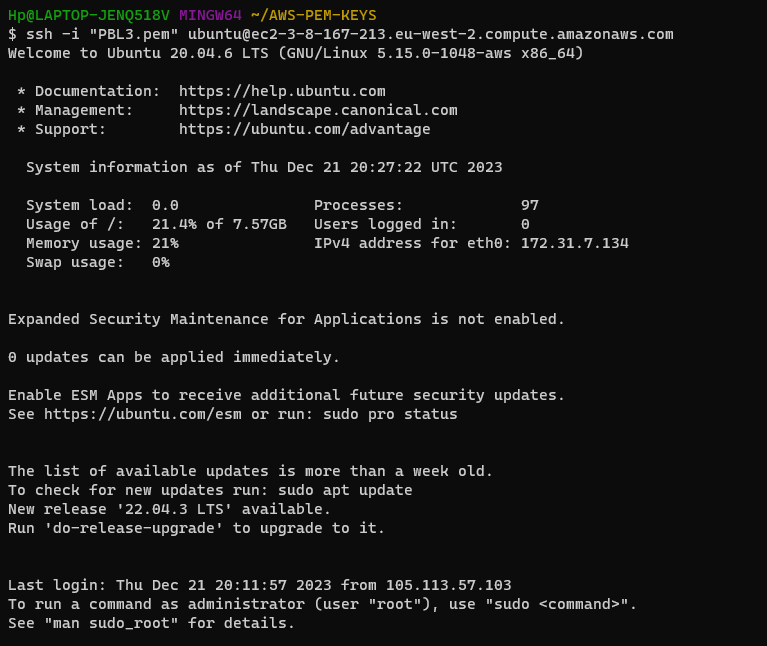 Hp@LAPTOP-JENQ518V MINGW64 ~/AWS-PEM-KEYS
$ ssh -i "PBL3.pem" ubuntu@ec2-3-8-167-213.eu-west-2.compute.amazonaws.com
Welcome to Ubuntu 20.04.6 LTS (GNU/Linux 5.15.0-1048-aws x86_64)

 * Documentation:  https://help.ubuntu.com
 * Management:     https://landscape.canonical.com
 * Support:        https://ubuntu.com/advantage

  System information as of Thu Dec 21 20:27:22 UTC 2023

  System load:  0.0               Processes:             97
  Usage of /:   21.4% of 7.57GB   Users logged in:       0
  Memory usage: 21%               IPv4 address for eth0: 172.31.7.134
  Swap usage:   0%


Expanded Security Maintenance for Applications is not enabled.

0 updates can be applied immediately.

Enable ESM Apps to receive additional future security updates.
See https://ubuntu.com/esm or run: sudo pro status


The list of available updates is more than a week old.
To check for new updates run: sudo apt update
New release '22.04.3 LTS' available.
Run 'do-release-upgrade' to upgrade to it.


Last login: Thu Dec 21 20:11:57 2023 from 105.113.57.103
To run a command as administrator (user "root"), use "sudo <command>".
See "man sudo_root" for details.